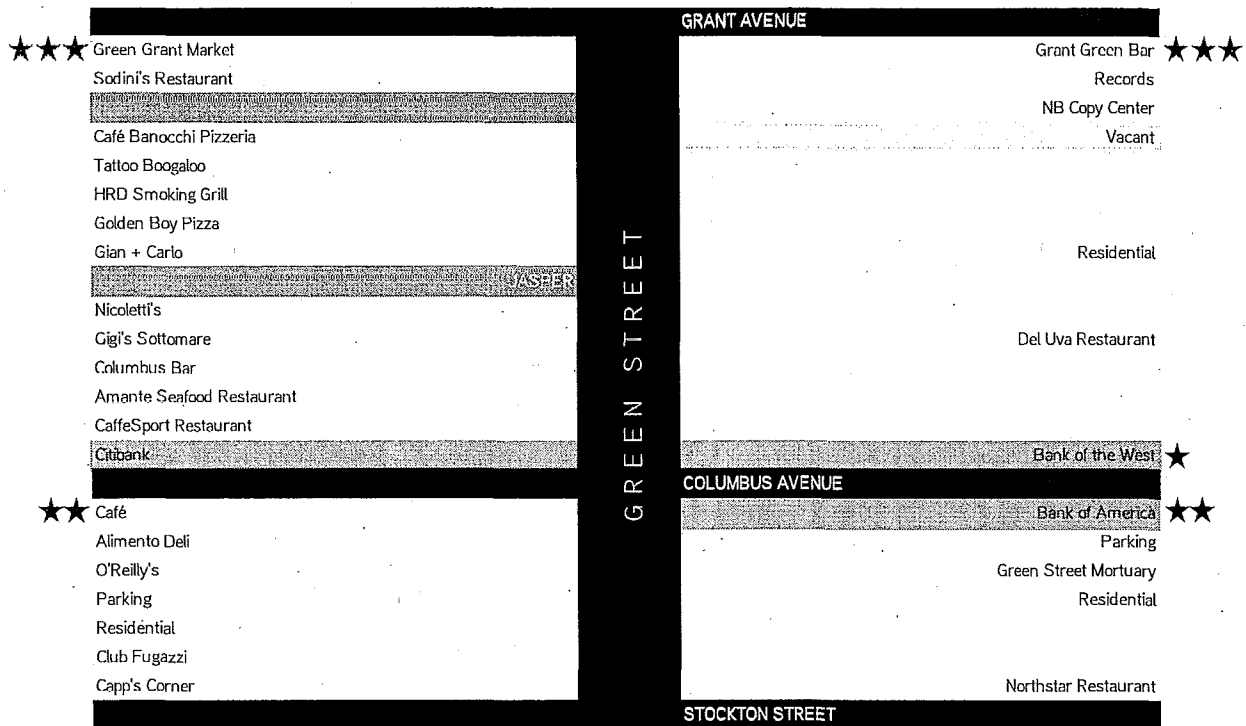 GRANT AVENUE
Green Grant Market
Grant Green Bar
Sodini's Restaurant
Records
NB Copy Center
Café Banocchi Pizzeria
Vacant
Tattoo Boogaloo
HRD Smoking Grill
Golden Boy Pizza
Gian + Carlo
Residential
JASPER
Nicoletti's
Gigi's Sottomare
Del Uva Restaurant
Columbus Bar
Amante Seafood Restaurant
CaffeSport Restaurant
Citibank
Bank of the West
GREEN STREET
COLUMBUS AVENUE
Café
Bank of America
Alimento Deli
Parking
O'Reilly's
Green Street Mortuary
Parking
Residential
Residential
Club Fugazzi
Capp's Corner
Northstar Restaurant
STOCKTON STREET